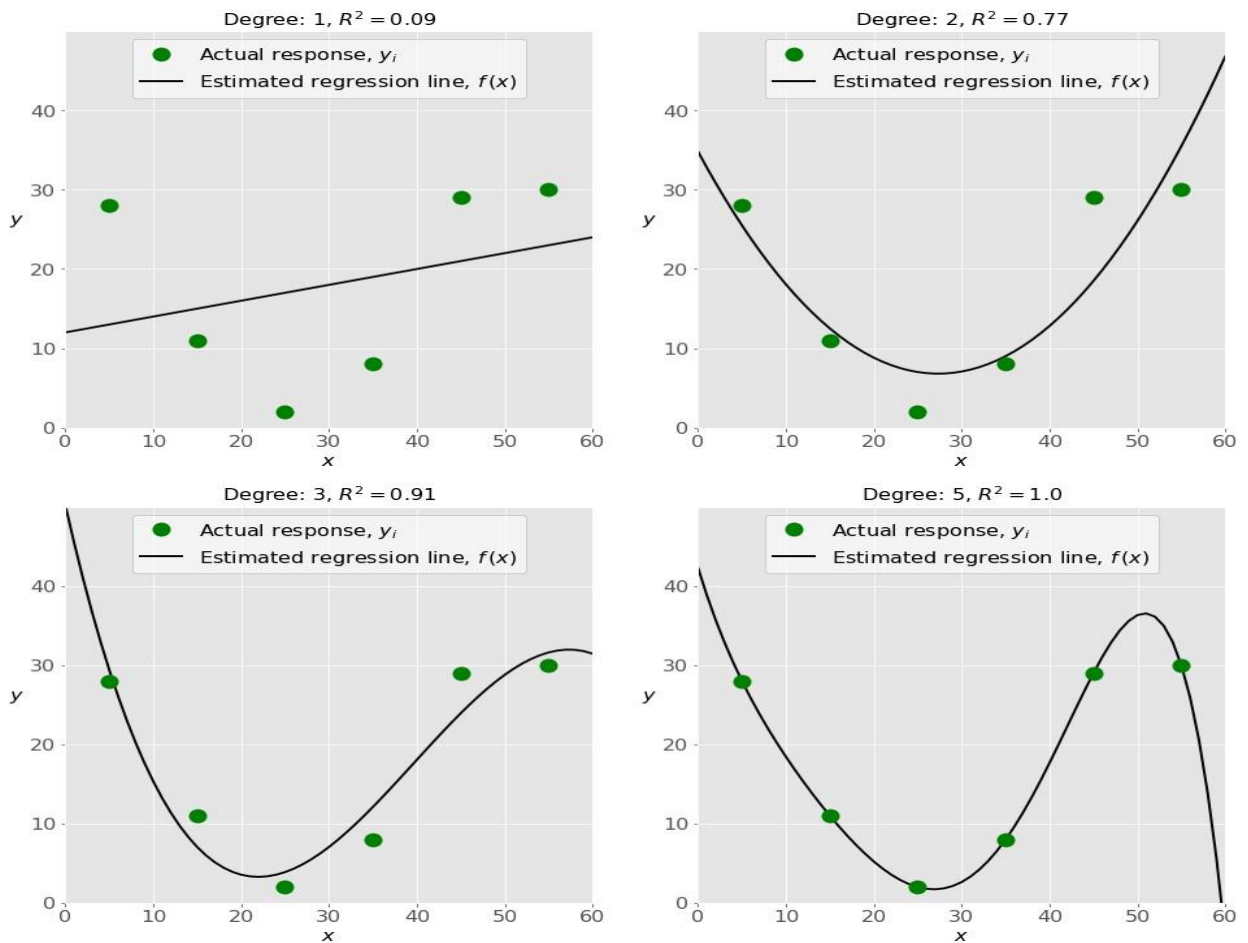 Degree: 1, R² = 0.09
Actual response, yᵢ
Estimated regression line, f(x)
40
30
20
10
0
y
0 10 20 30 40 50 60
x
Degree: 2, R² = 0.77
Actual response, yᵢ
Estimated regression line, f(x)
40
30
20
10
0
y
0 10 20 30 40 50 60
x
Degree: 3, R² = 0.91
Actual response, yᵢ
Estimated regression line, f(x)
40
30
20
10
0
y
0 10 20 30 40 50 60
x
Degree: 5, R² = 1.0
Actual response, yᵢ
Estimated regression line, f(x)
40
30
20
10
0
y
0 10 20 30 40 50 60
x